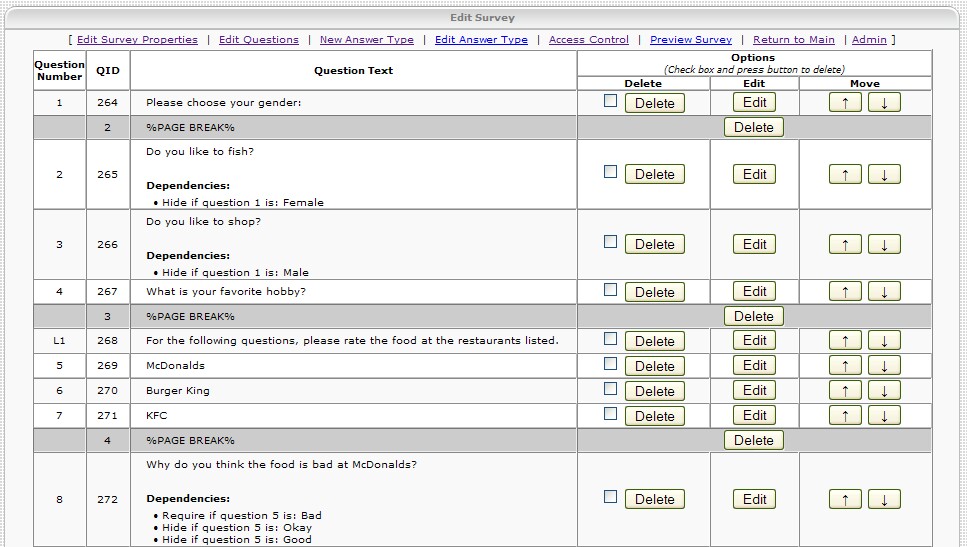 Edit Survey
[ Edit Survey Properties | Edit Questions | New Answer Type | Edit Answer Type | Access Control | Preview Survey | Return to Main | Admin ]
Question Number QID Question Text Options
(Check box and press button to delete)
Delete Edit Move
1 264 Please choose your gender: Delete Edit ↑ ↓
2 %PAGE BREAK% Delete
Do you like to fish?
2 265 Delete Edit ↑ ↓
Dependencies:
• Hide if question 1 is: Female
Do you like to shop?
3 266 Delete Edit ↑ ↓
Dependencies:
• Hide if question 1 is: Male
4 267 What is your favorite hobby? Delete Edit ↑ ↓
3 %PAGE BREAK% Delete
L1 268 For the following questions, please rate the food at the restaurants listed. Delete Edit ↑ ↓
5 269 McDonalds Delete Edit ↑ ↓
6 270 Burger King Delete Edit ↑ ↓
7 271 KFC Delete Edit ↑ ↓
4 %PAGE BREAK% Delete
Why do you think the food is bad at McDonalds?
8 272 Dependencies: Delete Edit ↑ ↓
• Require if question 5 is: Bad
• Hide if question 5 is: Okay
• Hide if question 5 is: Good